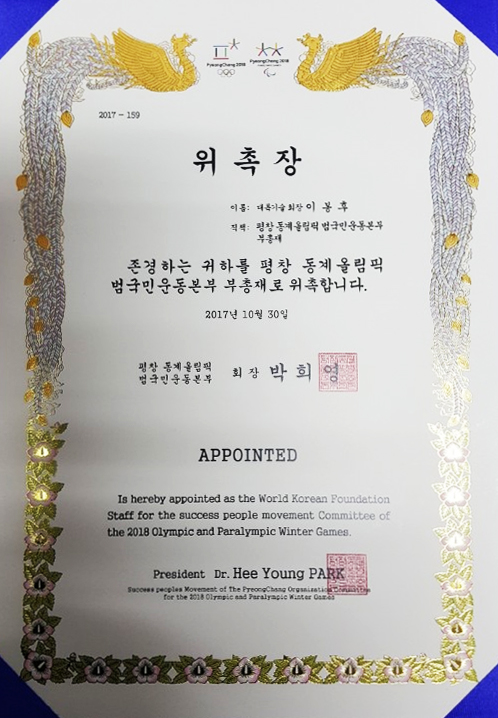 PyeongChang 2018
PyeongChang 2018
2017 - 159
위 촉 장
이름: 대륙기술 회장 이 봉 후
직책: 평창 동계올림픽 범국민운동본부
부총재
존경하는 귀하를 평창 동계올림픽
범국민운동본부 부총재로 위촉합니다.
2017년 10월 30일
평창 동계올림픽
범국민운동본부
회장 박 희 영
APPOINTED
Is hereby appointed as the World Korean Foundation
Staff for the success people movement Committee of
the 2018 Olympic and Paralympic Winter Games.
President Dr. Hee Young PARK
Success peoples Movement of The PyeongChang Organization Committee
for the 2018 Olympic and Paralympic Winter Games